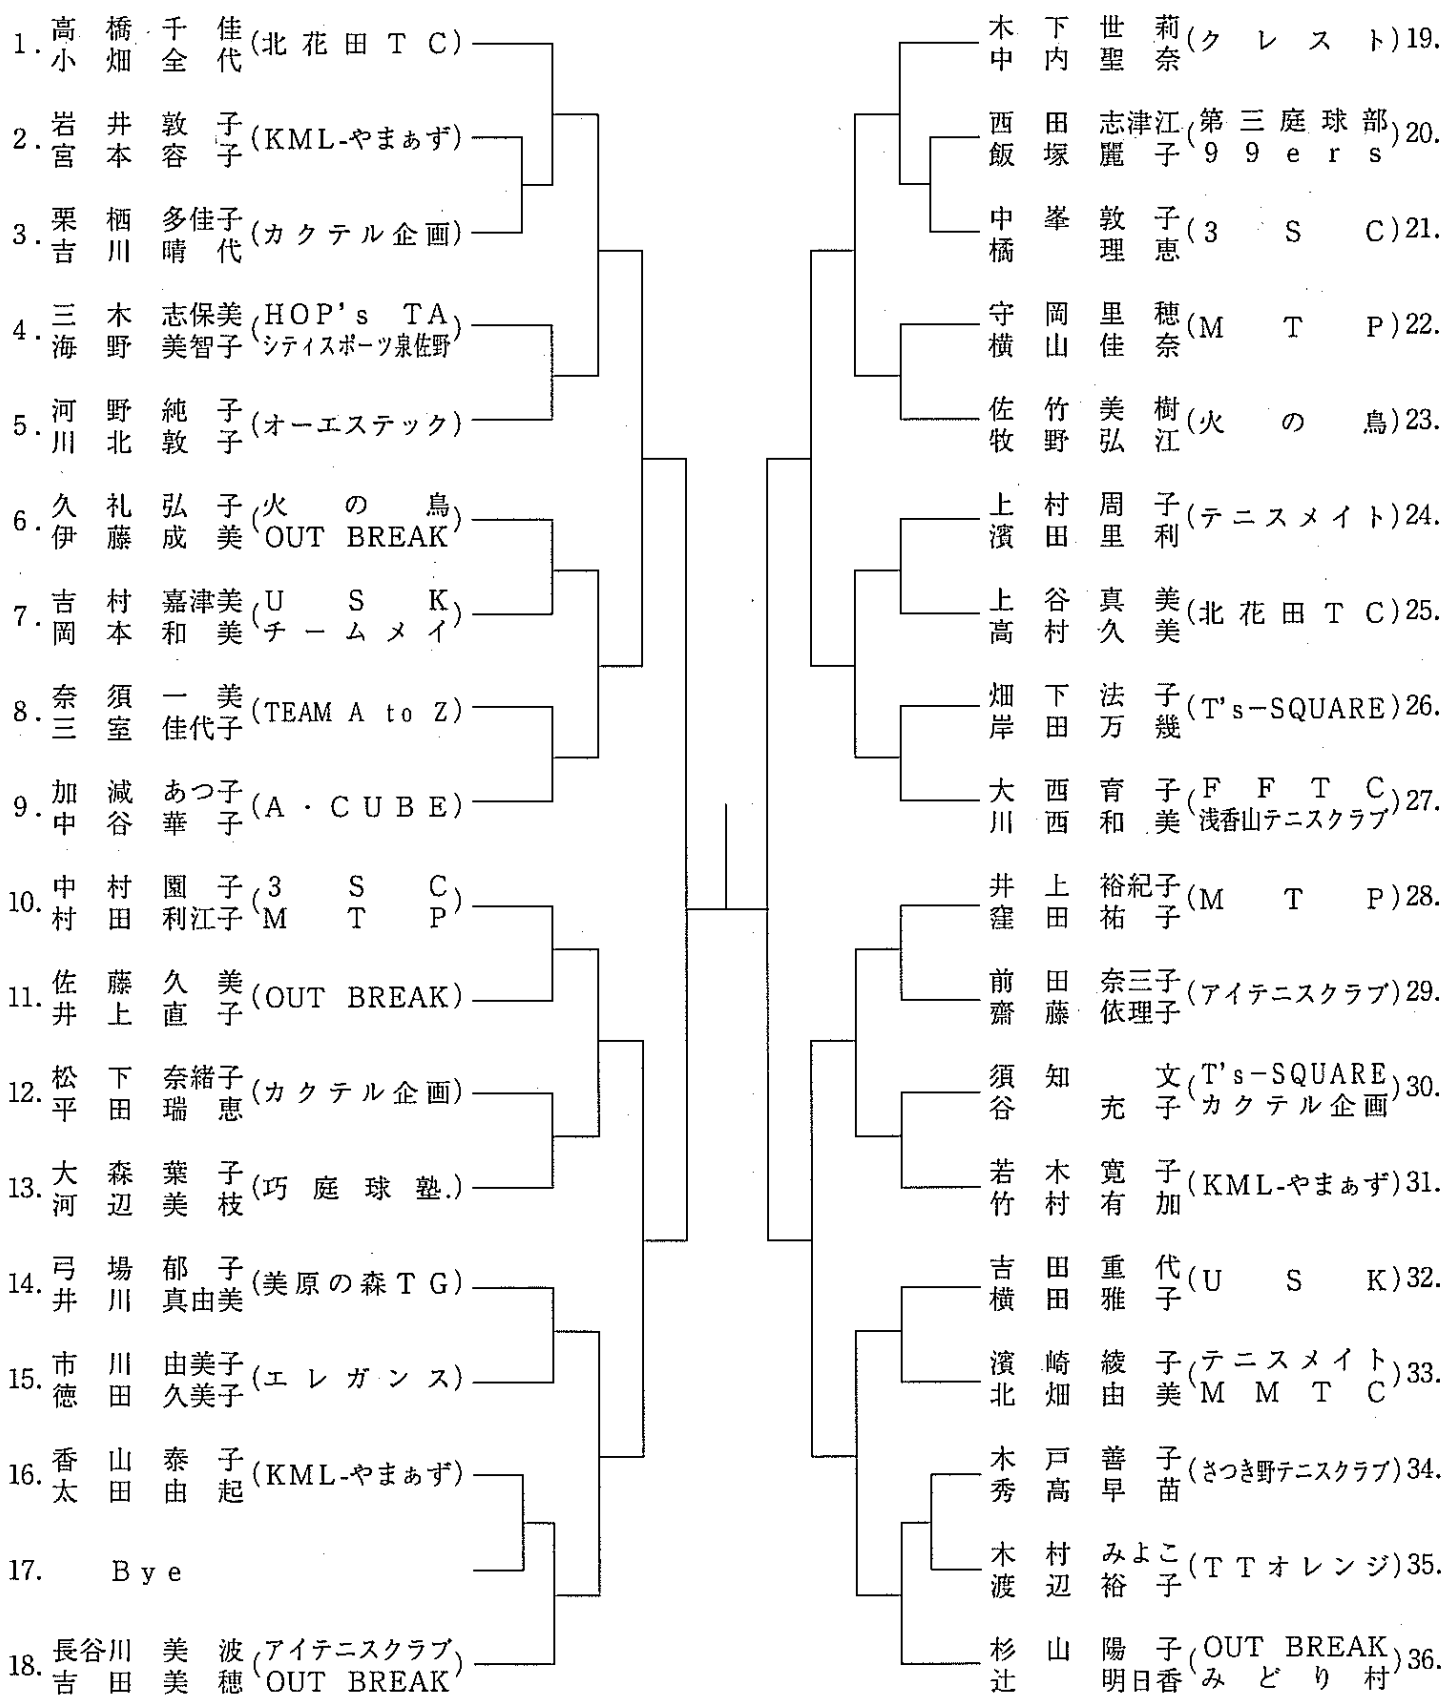 1. 高橋千佳 (北花田TC)
小畑全代
2. 岩井敦子 (KML-やまぁず)
宮本容子
3. 栗栖多佳子 (カクテル企画)
吉川晴代
4. 三木志保美 (HOP's TA
海野美智子 シティスポーツ泉佐野)
5. 河野純子 (オーエステック)
川北敦子
6. 久礼弘子 (火の鳥
伊藤成美 OUT BREAK)
7. 吉村嘉津美 (USK
岡本和美 チームメイ)
8. 奈須一美 (TEAM A to Z)
三室佳代子
9. 加減あつ子 (A・CUBE)
中谷華子
10. 中村園子 (3SC
村田利江子 MTP)
11. 佐藤久美 (OUT BREAK)
井上直子
12. 松下奈緒子 (カクテル企画)
平田瑞恵
13. 大森葉子 (巧庭球塾.)
河辺美枝
14. 弓場郁子 (美原の森TG)
井川真由美
15. 市川由美子 (エレガンス)
徳田久美子
16. 香山泰子 (KML-やまぁず)
太田由起
17. Bye
18. 長谷川美波 (アイテニスクラブ
吉田美穂 OUT BREAK)
木下世莉 (クレスト) 19.
中内聖奈
西田志津江 (第三庭球部
飯塚麗子 99ers) 20.
中峯敦子 (3SC) 21.
橘理恵
守岡里穂 (MTP) 22.
横山佳奈
佐竹美樹 (火の鳥) 23.
牧野弘江
上村周子 (テニスメイト) 24.
濱田里利
上谷真美 (北花田TC) 25.
高村久美
畑下法子 (T's-SQUARE) 26.
岸田万幾
大西育子 (FFTC
川西和美 浅香山テニスクラブ) 27.
井上裕紀子 (MTP) 28.
窪田祐子
前田奈三子 (アイテニスクラブ) 29.
齋藤依理子
須知文 (T's-SQUARE
谷充子 カクテル企画) 30.
若木寛子 (KML-やまぁず) 31.
竹村有加
吉田重代 (USK) 32.
横田雅子
濱崎綾子 (テニスメイト
北畑由美 MMTC) 33.
木戸善子 (さつき野テニスクラブ) 34.
秀高早苗
木村みよこ (TTオレンジ) 35.
渡辺裕子
杉山陽子 (OUT BREAK
辻明日香 みどり村) 36.